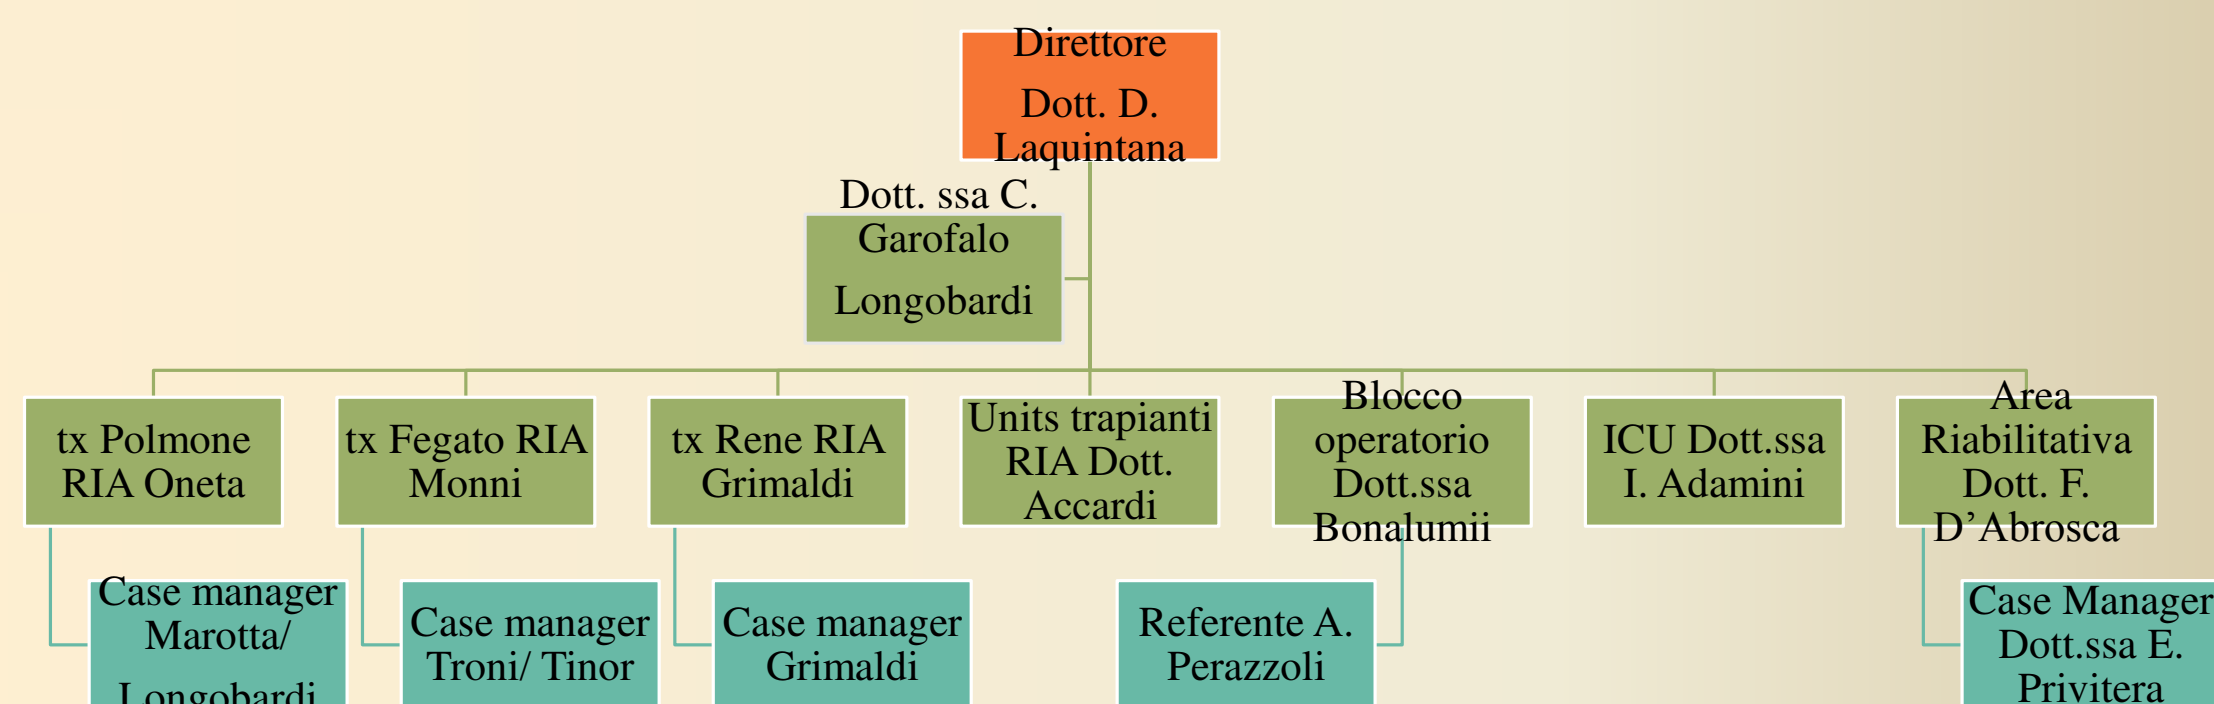 Direttore
Dott. D.
Laquintana
Dott. ssa C.
Garofalo
Longobardi
tx Polmone
RIA Oneta
tx Fegato RIA
Monni
tx Rene RIA
Grimaldi
Units trapianti
RIA Dott.
Accardi
Blocco
operatorio
Dott.ssa
Bonalumii
ICU Dott.ssa
I. Adamini
Area
Riabilitativa
Dott. F.
D’Abrosca
Case manager
Marotta/
Longobardi
Case manager
Troni/ Tinor
Case manager
Grimaldi
Referente A.
Perazzoli
Case Manager
Dott.ssa E.
Privitera